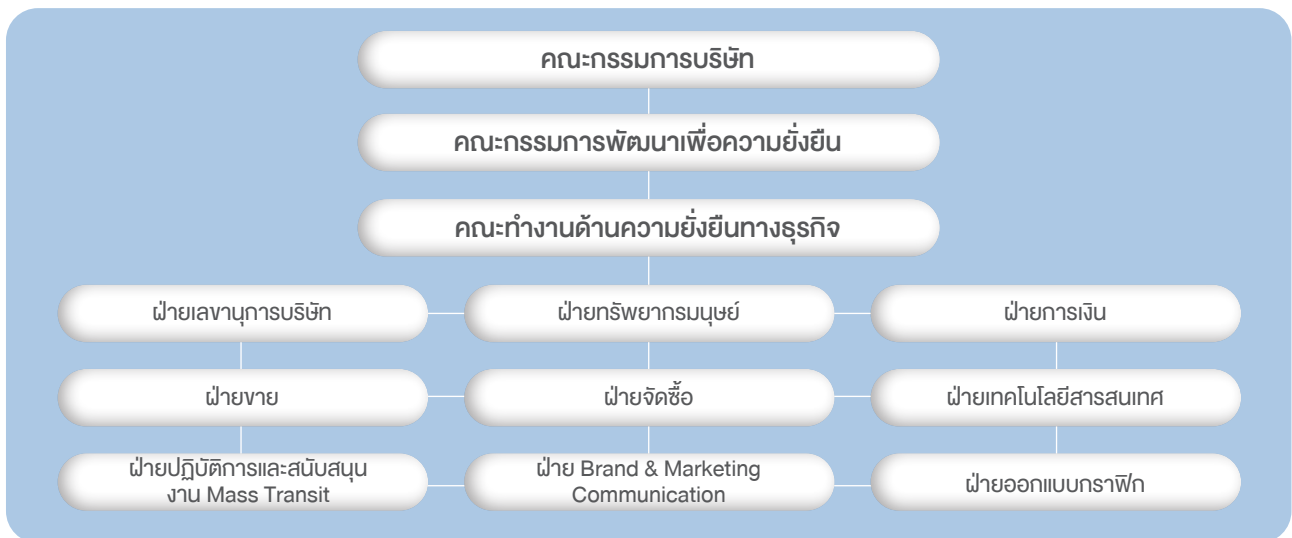 คณะกรรมการบริษัท
คณะกรรมการพัฒนาเพื่อความยั่งยืน
คณะทำงานด้านความยั่งยืนทางธุรกิจ
ฝ่ายเลขานุการบริษัท
ฝ่ายทรัพยากรมนุษย์
ฝ่ายการเงิน
ฝ่ายขาย
ฝ่ายจัดซื้อ
ฝ่ายเทคโนโลยีสารสนเทศ
ฝ่ายปฏิบัติการและสนับสนุน
งาน Mass Transit
ฝ่าย Brand & Marketing
Communication
ฝ่ายออกแบบกราฟิก